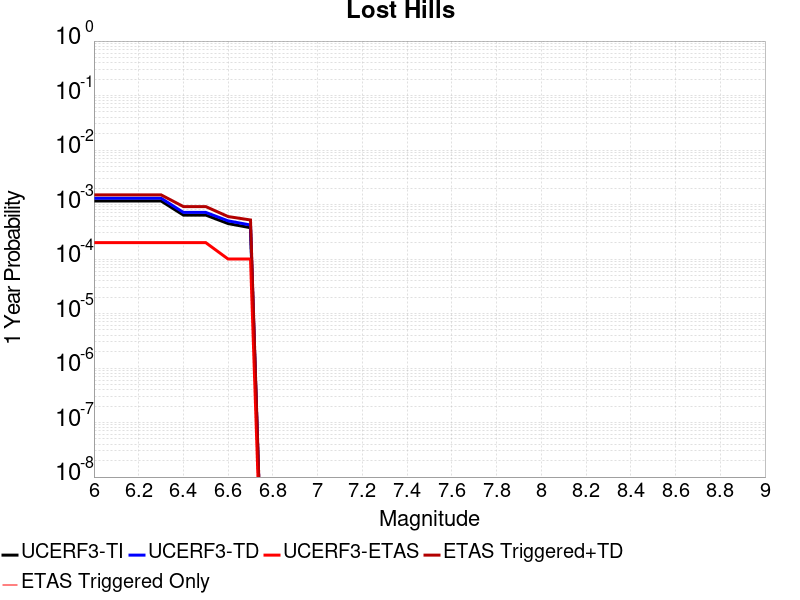 Lost Hills
1 Year Probability
10^0
10^-1
10^-2
10^-3
10^-4
10^-5
10^-6
10^-7
10^-8
6 6.2 6.4 6.6 6.8 7 7.2 7.4 7.6 7.8 8 8.2 8.4 8.6 8.8 9
Magnitude
UCERF3-TI UCERF3-TD UCERF3-ETAS ETAS Triggered+TD
ETAS Triggered Only